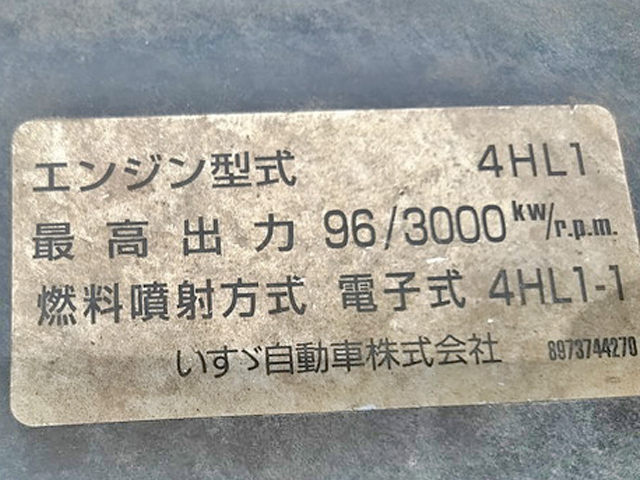 エンジン型式 4HL1
最高出力 96/3000 kw/r.p.m.
燃料噴射方式 電子式 4HL1-1
いすゞ自動車株式会社 8973744270